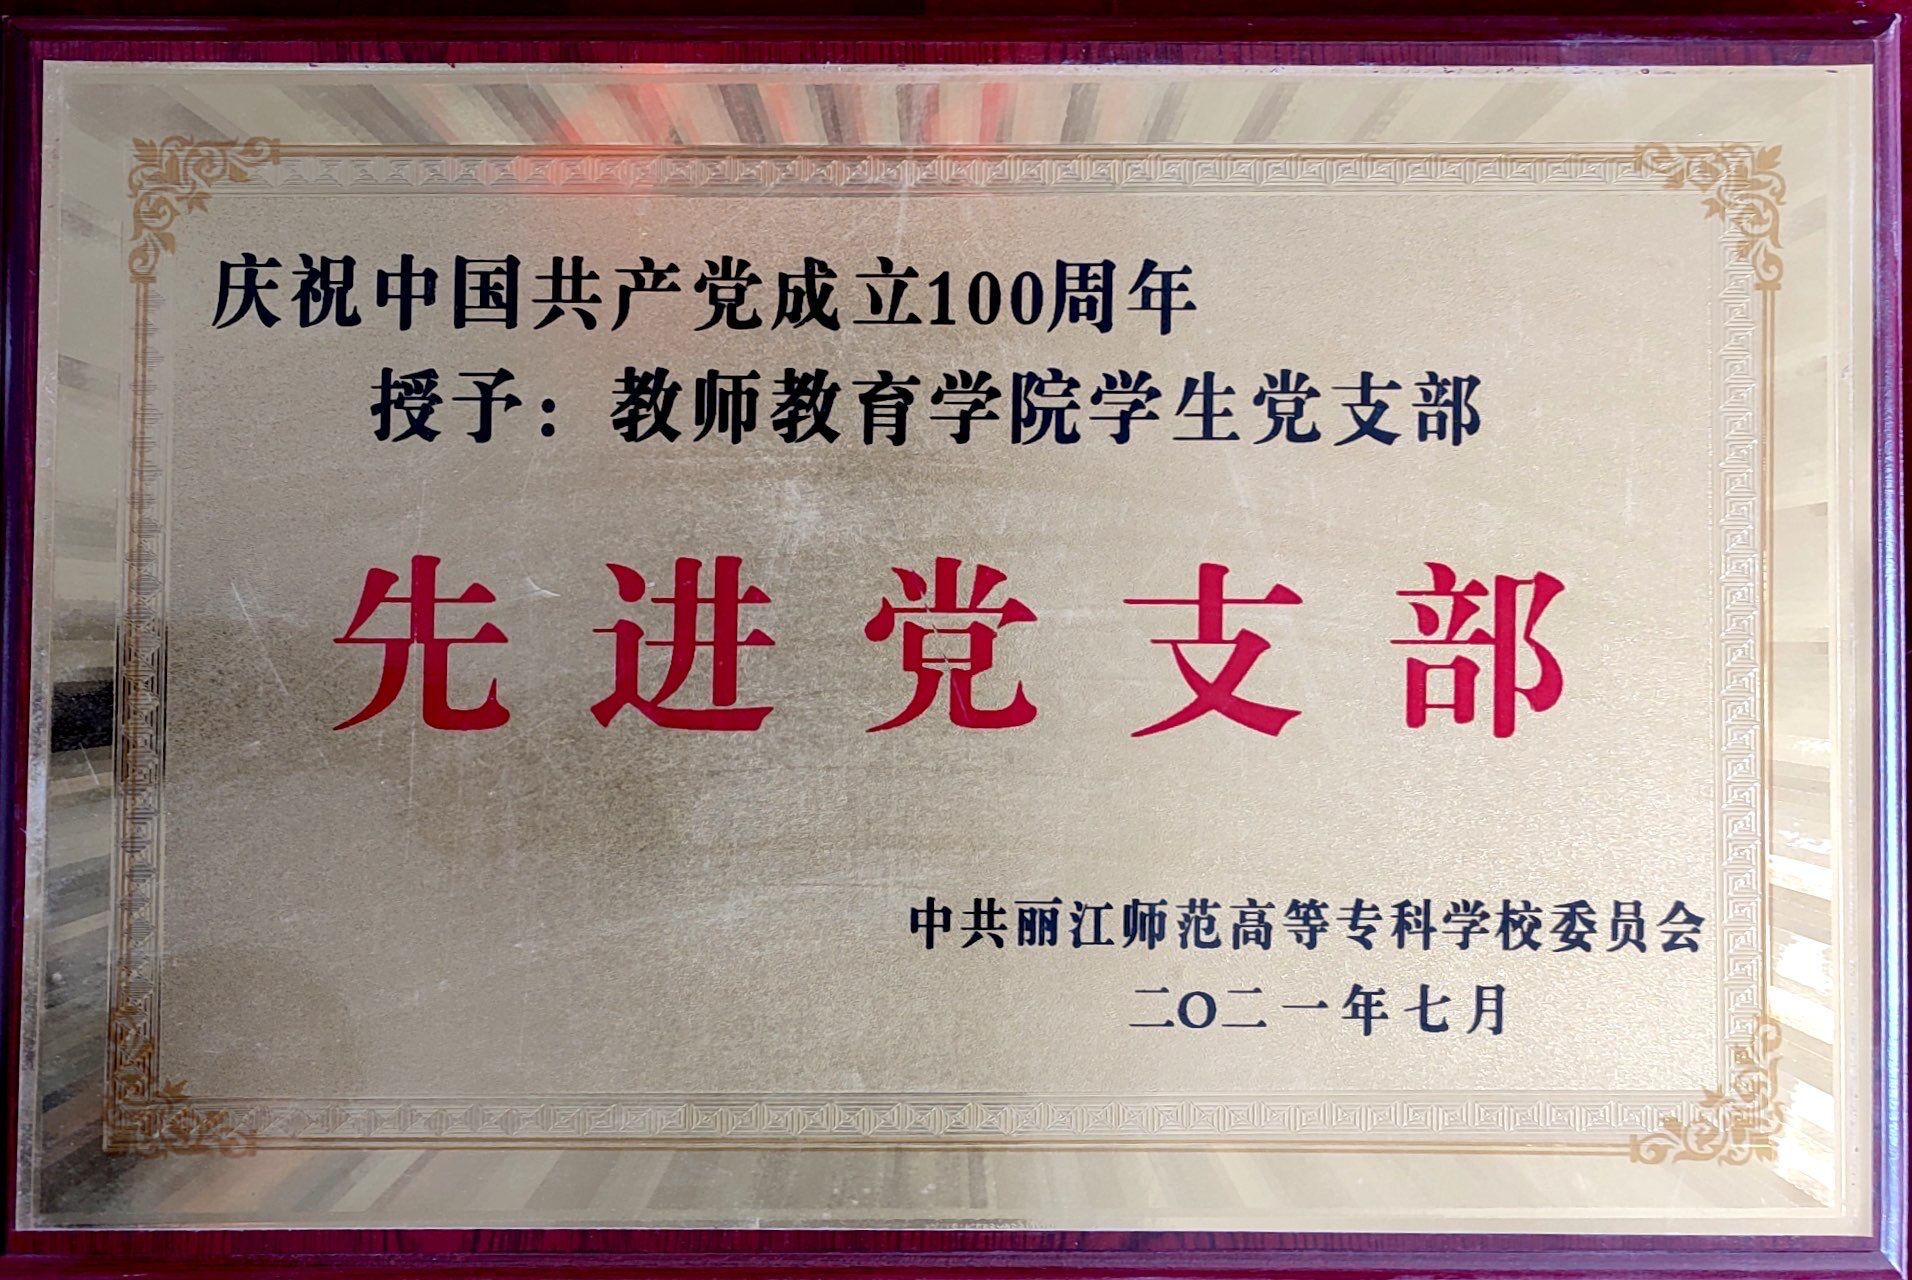 庆祝中国共产党成立100周年
授予：教师教育学院学生党支部
先进党支部
中共丽江师范高等专科学校委员会
二〇二一年七月